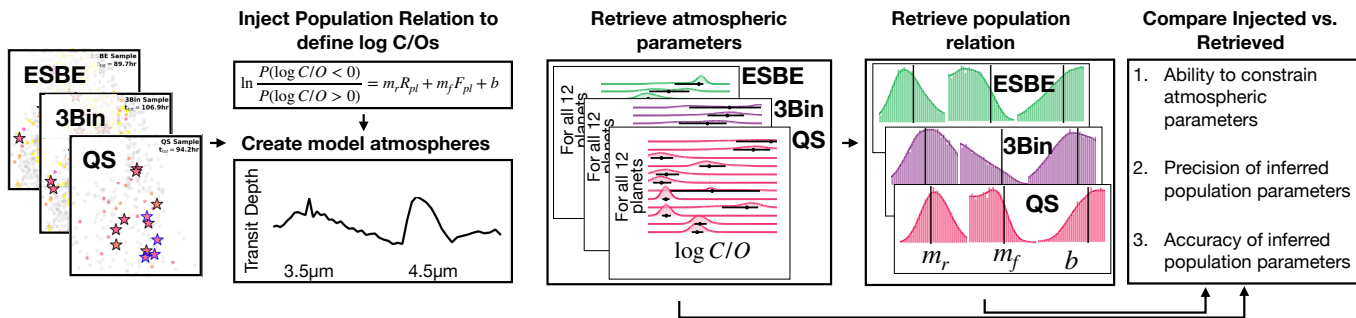 Inject Population Relation to
define log C/Os
Retrieve atmospheric
parameters
Retrieve population
relation
Compare Injected vs.
Retrieved
ESBE Sample
t_tot = 89.7hr
ESBE
3Bin Sample
t_tot = 106.9hr
3Bin
QS Sample
t_tot = 94.2hr
QS
ln P(log C/O < 0) / P(log C/O > 0) = m_r R_pl + m_f F_pl + b
Create model atmospheres
Transit Depth
3.5μm
4.5μm
ESBE
3Bin
QS
For all 12
planets
For all 12
planets
For all 12
planets
log C/O
ESBE
3Bin
QS
m_r
m_f
b
1. Ability to constrain
atmospheric
parameters
2. Precision of inferred
population parameters
3. Accuracy of inferred
population parameters